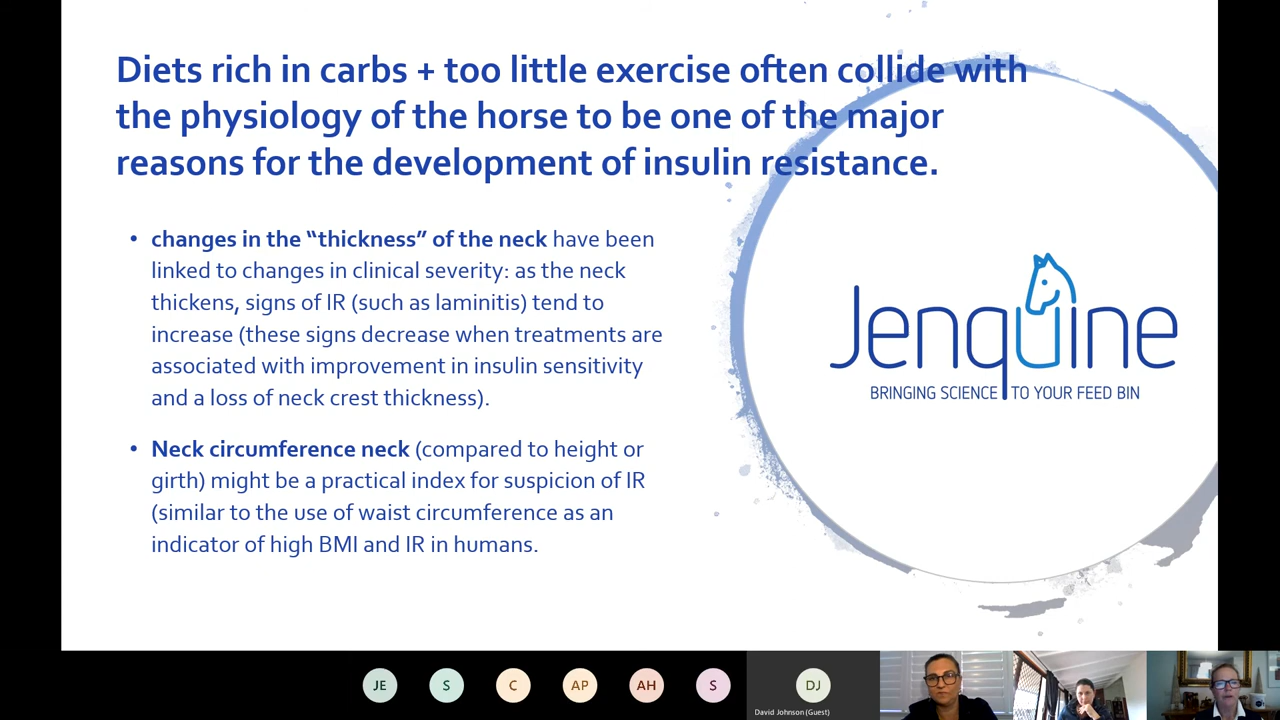 Diets rich in carbs + too little exercise often collide with
the physiology of the horse to be one of the major
reasons for the development of insulin resistance.
• changes in the “thickness” of the neck have been
linked to changes in clinical severity: as the neck
thickens, signs of IR (such as laminitis) tend to
increase (these signs decrease when treatments are
associated with improvement in insulin sensitivity
and a loss of neck crest thickness).
• Neck circumference neck (compared to height or
girth) might be a practical index for suspicion of IR
(similar to the use of waist circumference as an
indicator of high BMI and IR in humans.
Jenquine
BRINGING SCIENCE TO YOUR FEED BIN
JE S C AP AH S DJ
David Johnson (Guest)